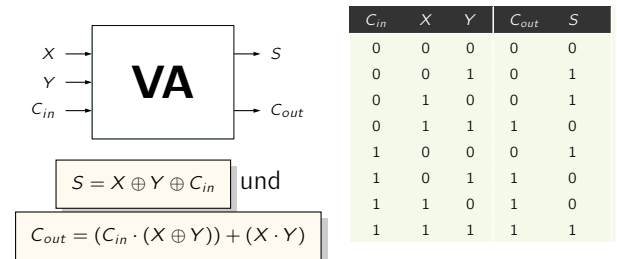 X
Y
C_in
VA
S
C_out
S = X ⊕ Y ⊕ C_in und
C_out = (C_in · (X ⊕ Y)) + (X · Y)
C_in X Y C_out S
0 0 0 0 0
0 0 1 0 1
0 1 0 0 1
0 1 1 1 0
1 0 0 0 1
1 0 1 1 0
1 1 0 1 0
1 1 1 1 1